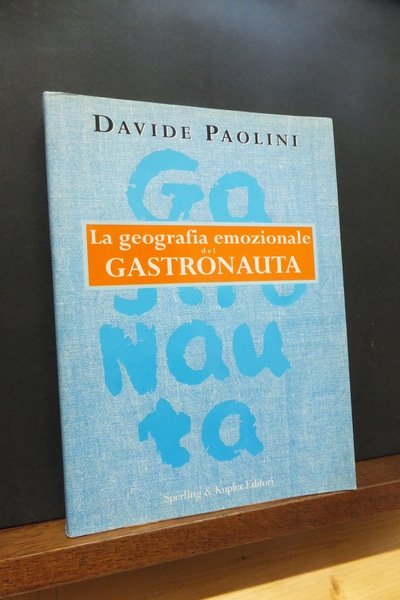 DAVIDE PAOLINI
Ga
La geografia emozionale
del
GASTRONAUTA
Nau
ta
Sperling & Kupfer Editori